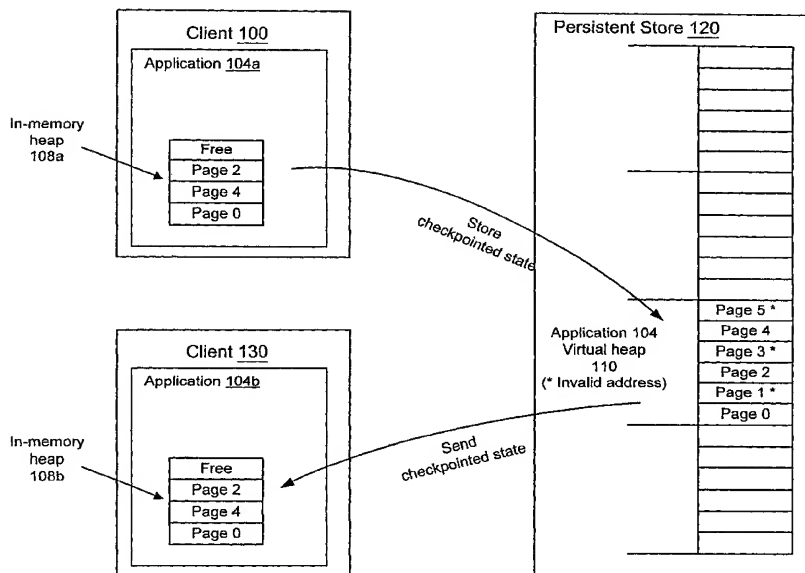 Client 100
Application 104a
In-memory
heap
108a
Free
Page 2
Page 4
Page 0
Store
checkpointed state
Persistent Store 120
Page 5 *
Page 4
Page 3 *
Page 2
Page 1 *
Page 0
Application 104
Virtual heap
110
(* Invalid address)
Client 130
Application 104b
In-memory
heap
108b
Free
Page 2
Page 4
Page 0
Send
checkpointed state